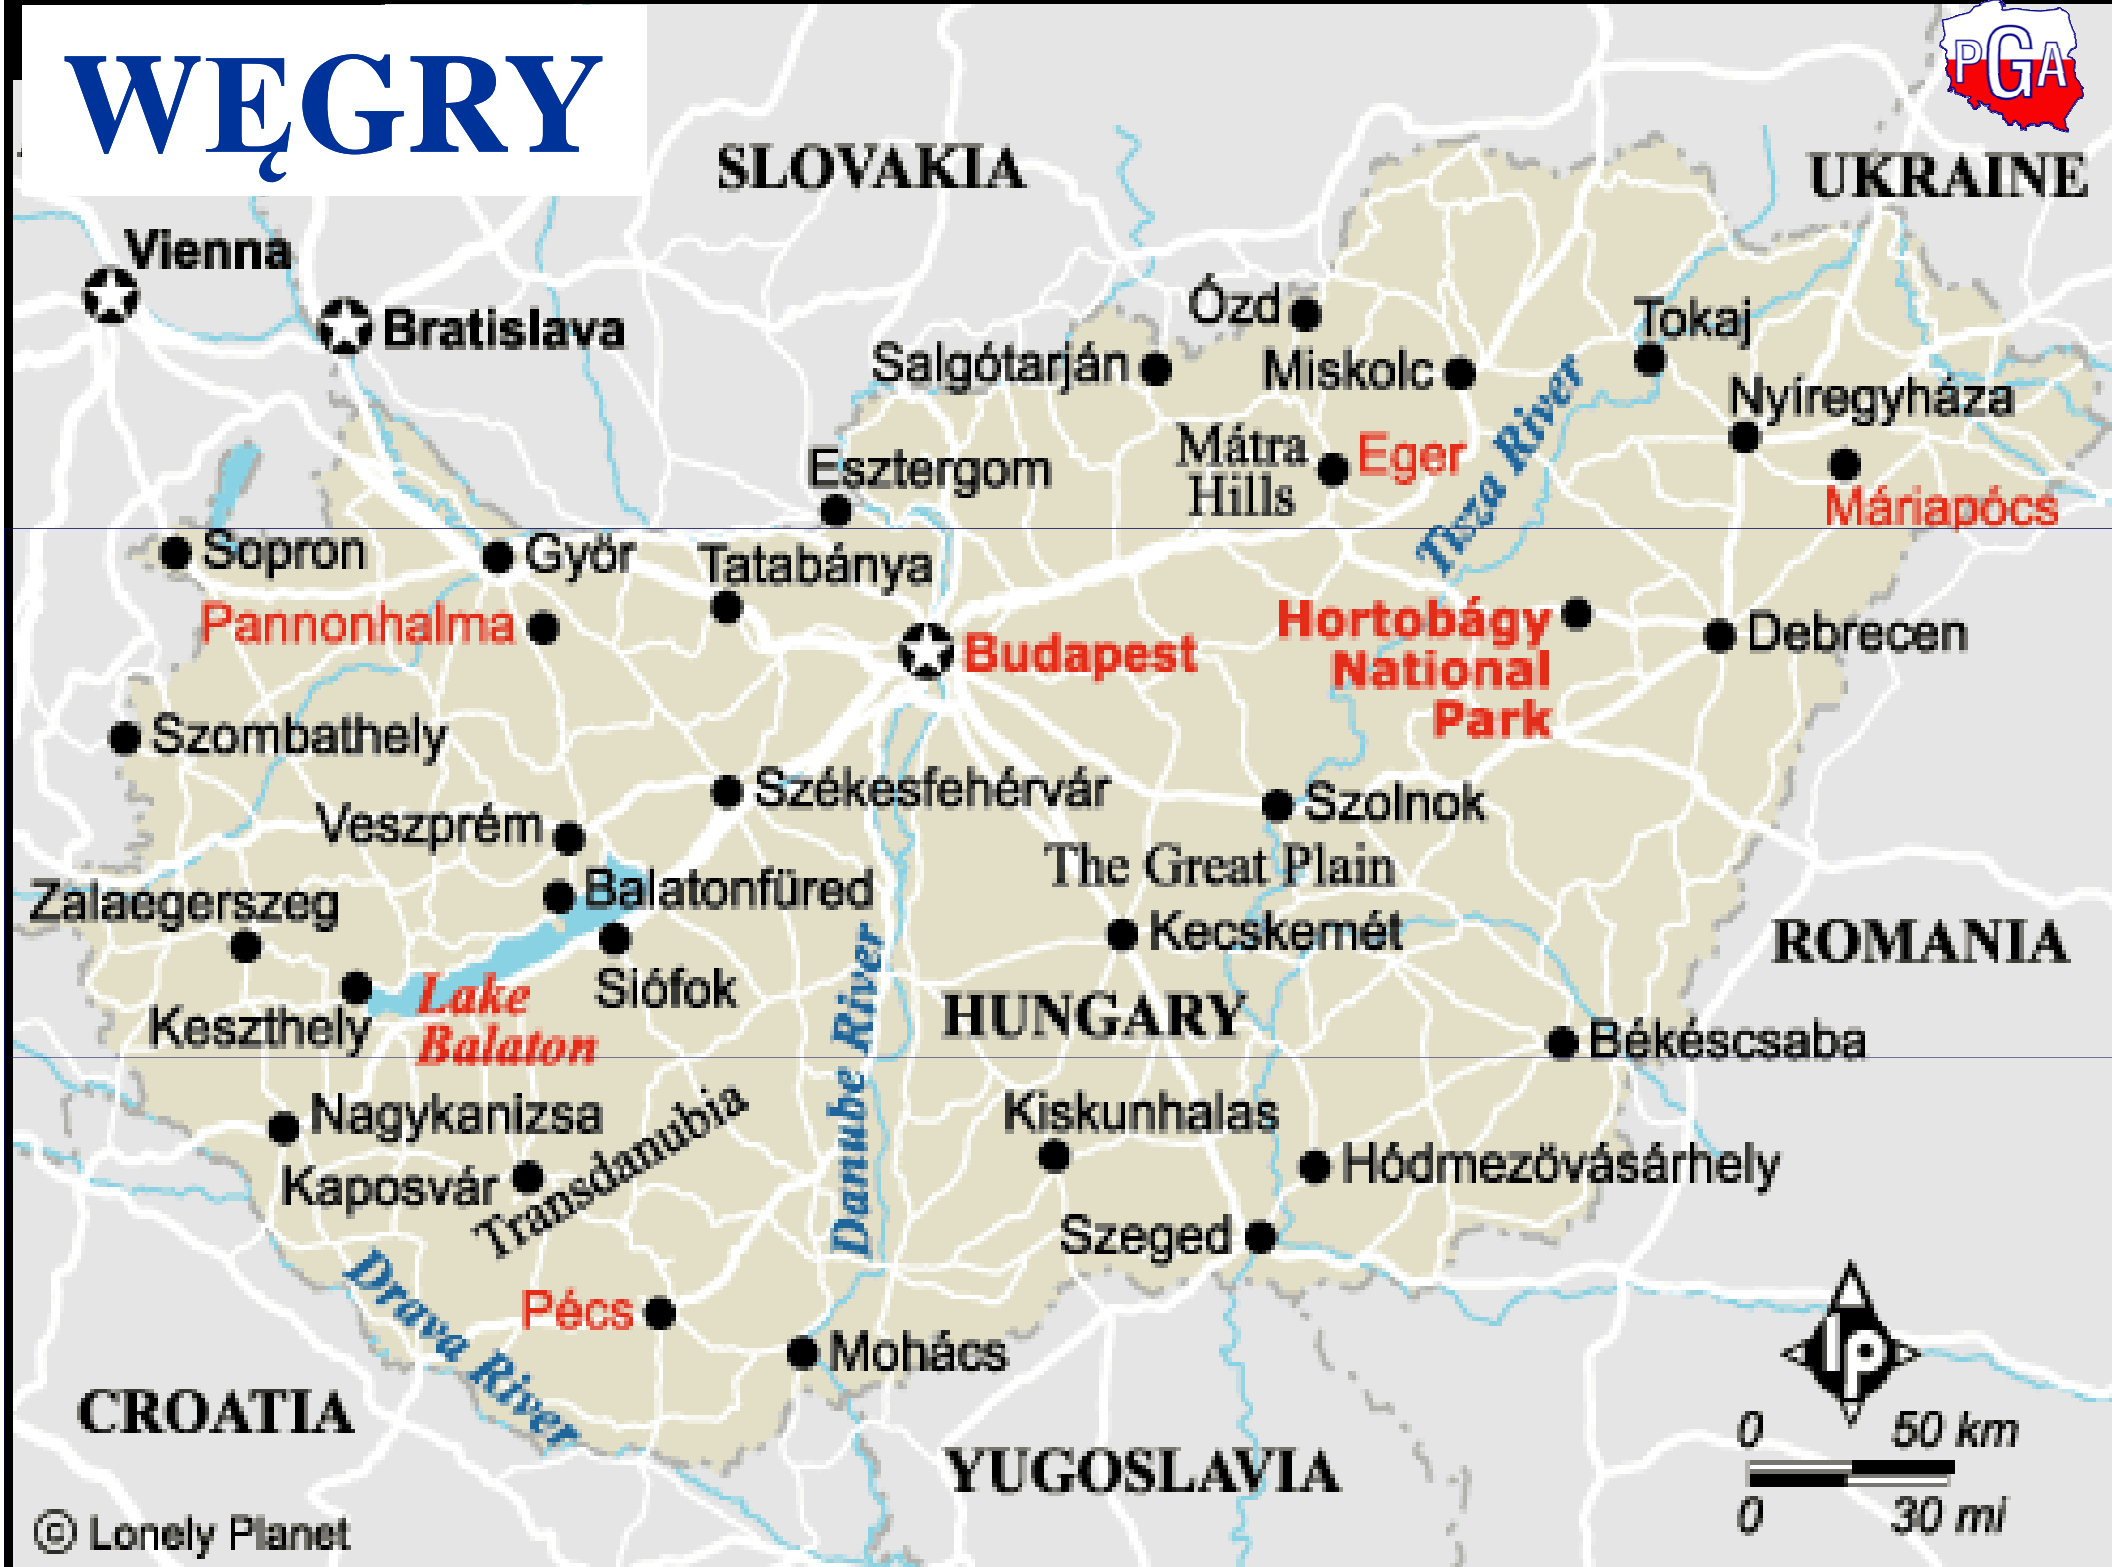 WĘGRY
PGA
SLOVAKIA
UKRAINE
Vienna
Bratislava
Ózd
Tokaj
Salgótarján
Miskolc
Nyíregyháza
Mátra
Hills
Eger
Tisza River
Esztergom
Máriapócs
Sopron
Győr
Tatabánya
Pannonhalma
Budapest
Hortobágy
National
Park
Debrecen
Szombathely
Székesfehérvár
Szolnok
Veszprém
The Great Plain
Balatonfüred
Zalaegerszeg
Kecskemét
ROMANIA
Siófok
Lake
Balaton
Keszthely
HUNGARY
Danube River
Békéscsaba
Nagykanizsa
Transdanubia
Kiskunhalas
Kaposvár
Hódmezövásárhely
Szeged
Drava River
Pécs
Mohács
CROATIA
YUGOSLAVIA
lp
0 50 km
0 30 mi
© Lonely Planet